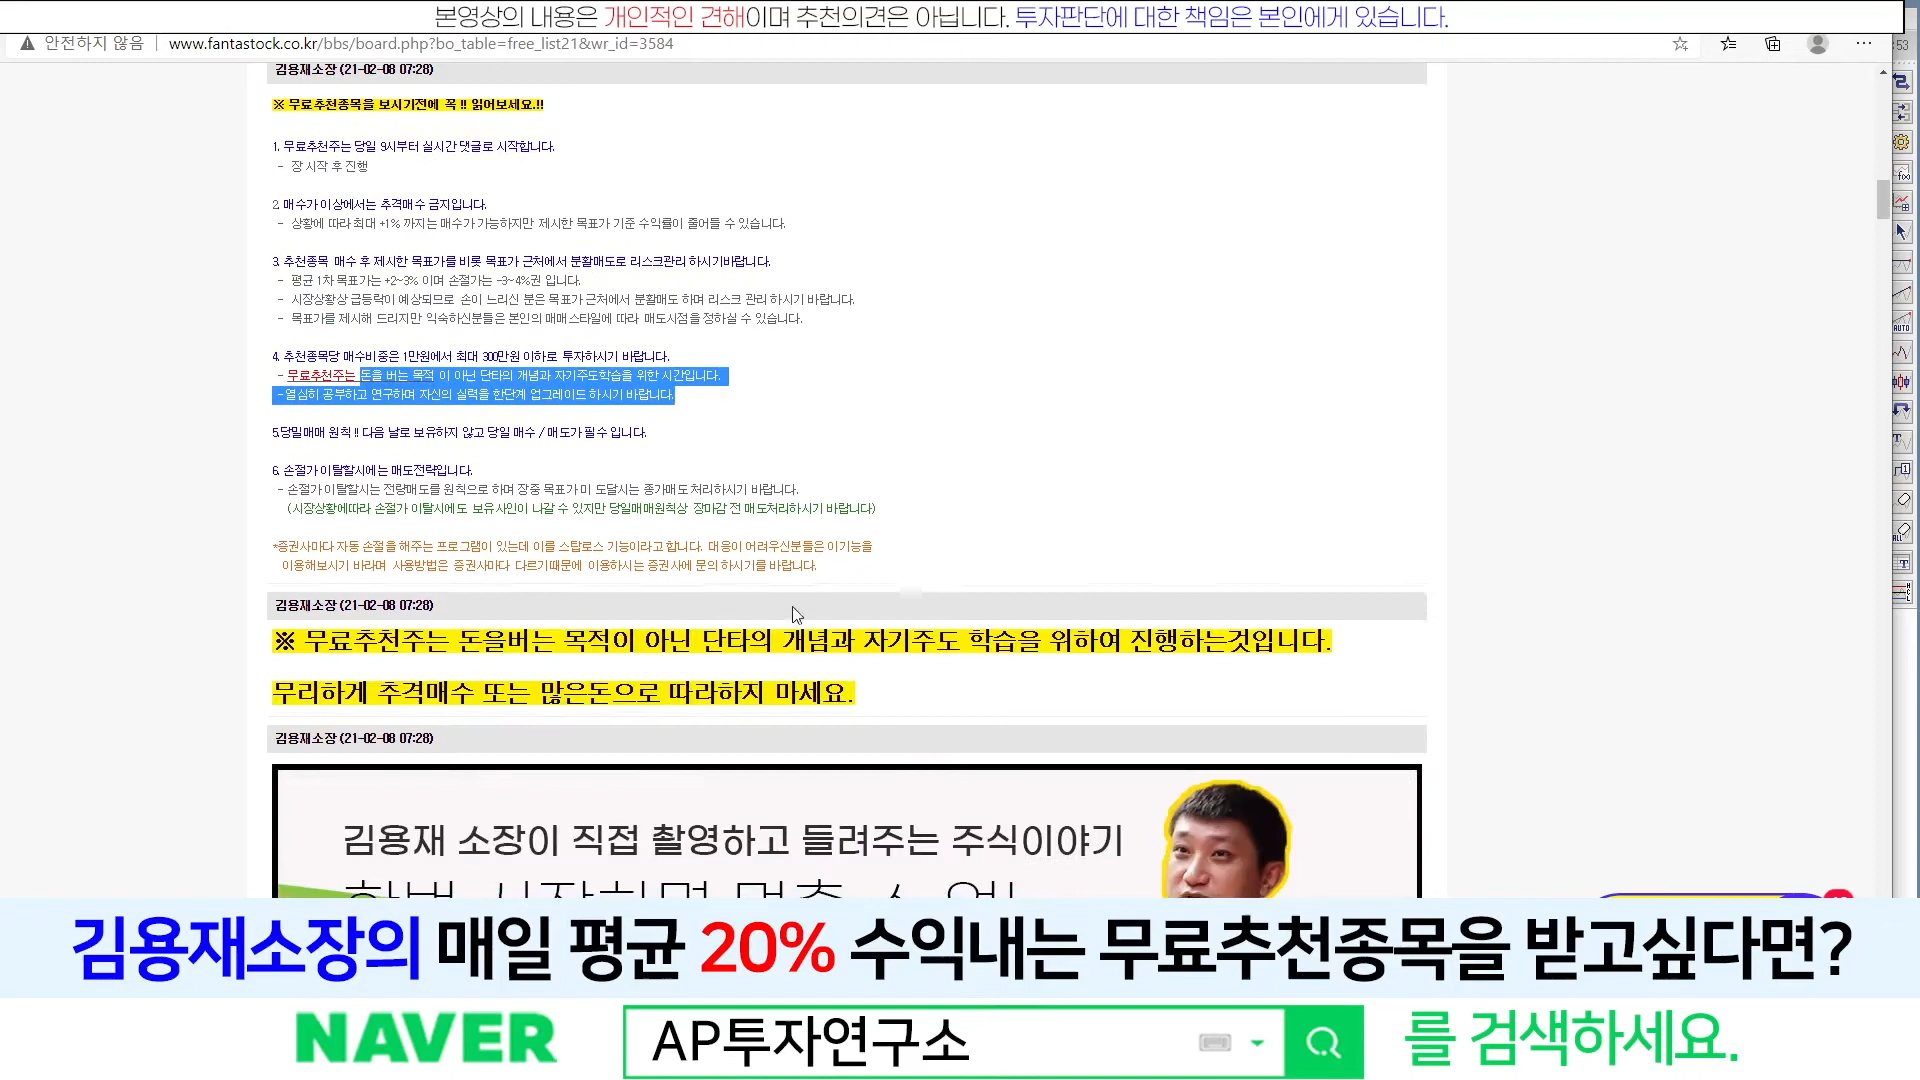 본영상의 내용은 개인적인 견해이며 추천의견은 아닙니다. 투자판단에 대한 책임은 본인에게 있습니다.
안전하지 않음 | www.fantastock.co.kr/bbs/board.php?bo_table=free_list21&wr_id=3584
김용재소장 (21-02-08 07:28)
※ 무료추천종목을 보시기전에 꼭 !! 읽어보세요.!!
1. 무료추천주는 당일 9시부터 실시간 댓글로 시작합니다.
- 장 시작 후 진행
2. 매수가 이상에서는 추격매수 금지입니다.
- 상황에 따라 최대 +1% 까지는 매수가 가능하지만 제시한 목표가 기준 수익률이 줄어들 수 있습니다.
3. 추천종목 매수 후 제시한 목표가를 비롯 목표가 근처에서 분할매도로 리스크관리 하시기바랍니다.
- 평균 1차 목표가는 +2~3% 이며 손절가는 -3~4%권 입니다.
- 시장상황상 급등락이 예상되므로 손이 느리신 분은 목표가 근처에서 분할매도 하며 리스크 관리 하시기 바랍니다.
- 목표가를 제시해 드리지만 익숙하신분들은 본인의 매매스타일에 따라 매도시점을 정하실 수 있습니다.
4. 추천종목당 매수비중은 1만원에서 최대 300만원 이하로 투자하시기 바랍니다.
- 무료추천주는 돈을 버는 목적 이 아닌 단타의 개념과 자기주도학습을 위한 시간입니다.
- 열심히 공부하고 연구하며 자신의 실력을 한단계 업그레이드 하시기 바랍니다.
5.당일매매 원칙 !! 다음 날로 보유하지 않고 당일 매수 / 매도가 필수 입니다.
6. 손절가 이탈할시에는 매도전략입니다.
- 손절가 이탈할시는 전량매도를 원칙으로 하며 장중 목표가 미 도달시는 종가매도 처리하시기 바랍니다.
(시장상황에따라 손절가 이탈시에도 보유사인이 나갈 수 있지만 당일매매원칙상 장마감 전 매도처리하시기 바랍니다)
*증권사마다 자동 손절을 해주는 프로그램이 있는데 이를 스탑로스 기능이라고 합니다. 대응이 어려우신분들은 이기능을
이용해보시기 바라며 사용방법은 증권사마다 다르기때문에 이용하시는 증권사에 문의 하시기를 바랍니다.
김용재소장 (21-02-08 07:28)
※ 무료추천주는 돈을버는 목적이 아닌 단타의 개념과 자기주도 학습을 위하여 진행하는것입니다.
무리하게 추격매수 또는 많은돈으로 따라하지 마세요.
김용재소장 (21-02-08 07:28)
김용재 소장이 직접 촬영하고 들려주는 주식이야기
김용재소장의 매일 평균 20% 수익내는 무료추천종목을 받고싶다면?
NAVER AP투자연구소 를 검색하세요.